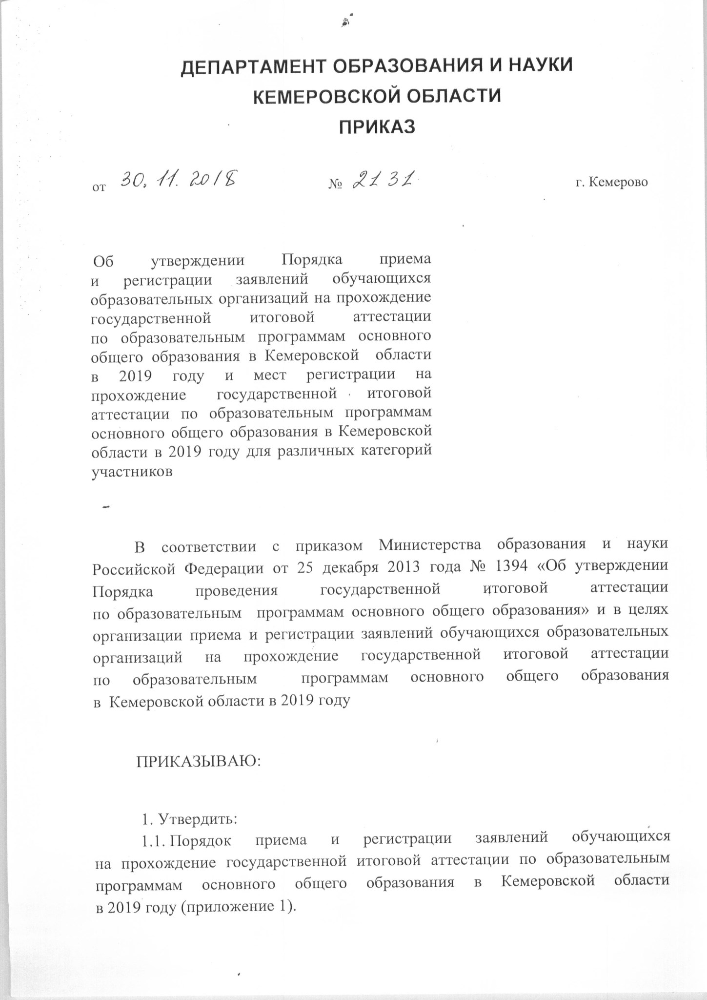 ДЕПАРТАМЕНТ ОБРАЗОВАНИЯ И НАУКИ
КЕМЕРОВСКОЙ ОБЛАСТИ
ПРИКАЗ
от 30.11.2018 № 2131 г. Кемерово
Об утверждении Порядка приема
и регистрации заявлений обучающихся
образовательных организаций на прохождение
государственной итоговой аттестации
по образовательным программам основного
общего образования в Кемеровской области
в 2019 году и мест регистрации на
прохождение государственной итоговой
аттестации по образовательным программам
основного общего образования в Кемеровской
области в 2019 году для различных категорий
участников
В соответствии с приказом Министерства образования и науки
Российской Федерации от 25 декабря 2013 года № 1394 «Об утверждении
Порядка проведения государственной итоговой аттестации
по образовательным программам основного общего образования» и в целях
организации приема и регистрации заявлений обучающихся образовательных
организаций на прохождение государственной итоговой аттестации
по образовательным программам основного общего образования
в Кемеровской области в 2019 году
ПРИКАЗЫВАЮ:
1. Утвердить:
1.1. Порядок приема и регистрации заявлений обучающихся
на прохождение государственной итоговой аттестации по образовательным
программам основного общего образования в Кемеровской области
в 2019 году (приложение 1).